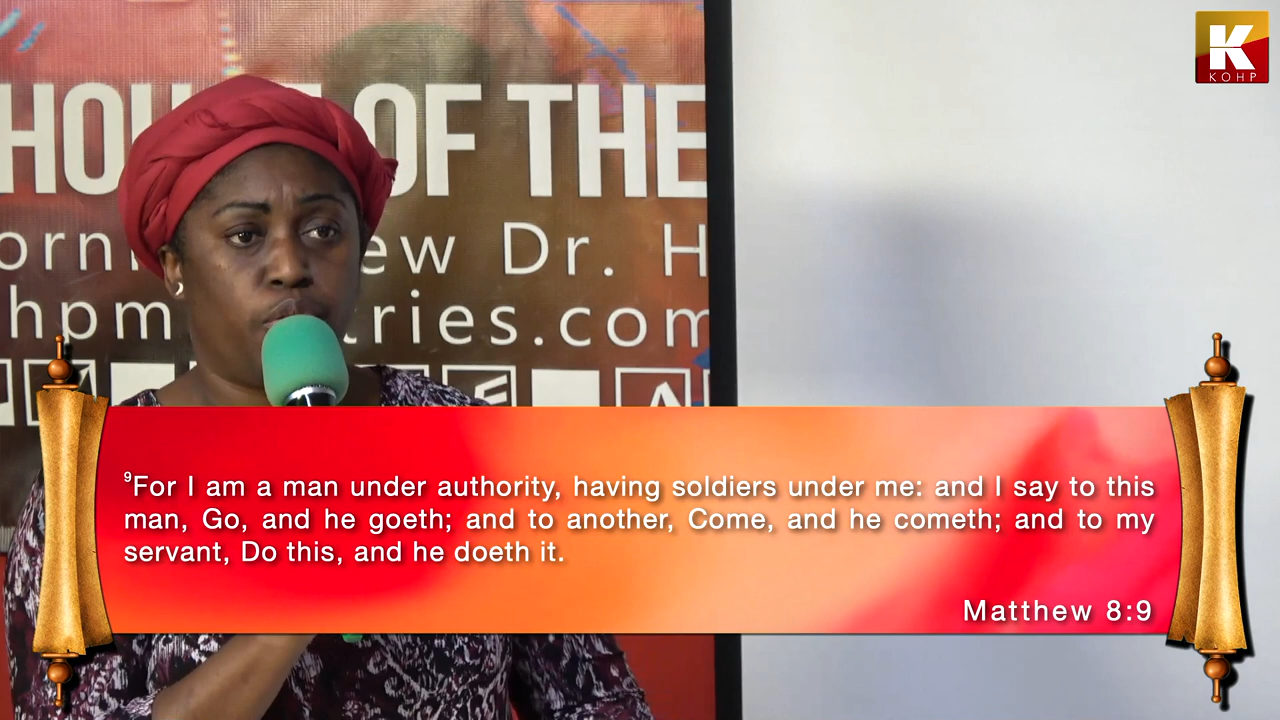 K
KOHP
HOU OF THE
orn ew Dr. H
hpm tries.com
⁹For I am a man under authority, having soldiers under me: and I say to this
man, Go, and he goeth; and to another, Come, and he cometh; and to my
servant, Do this, and he doeth it.
Matthew 8:9